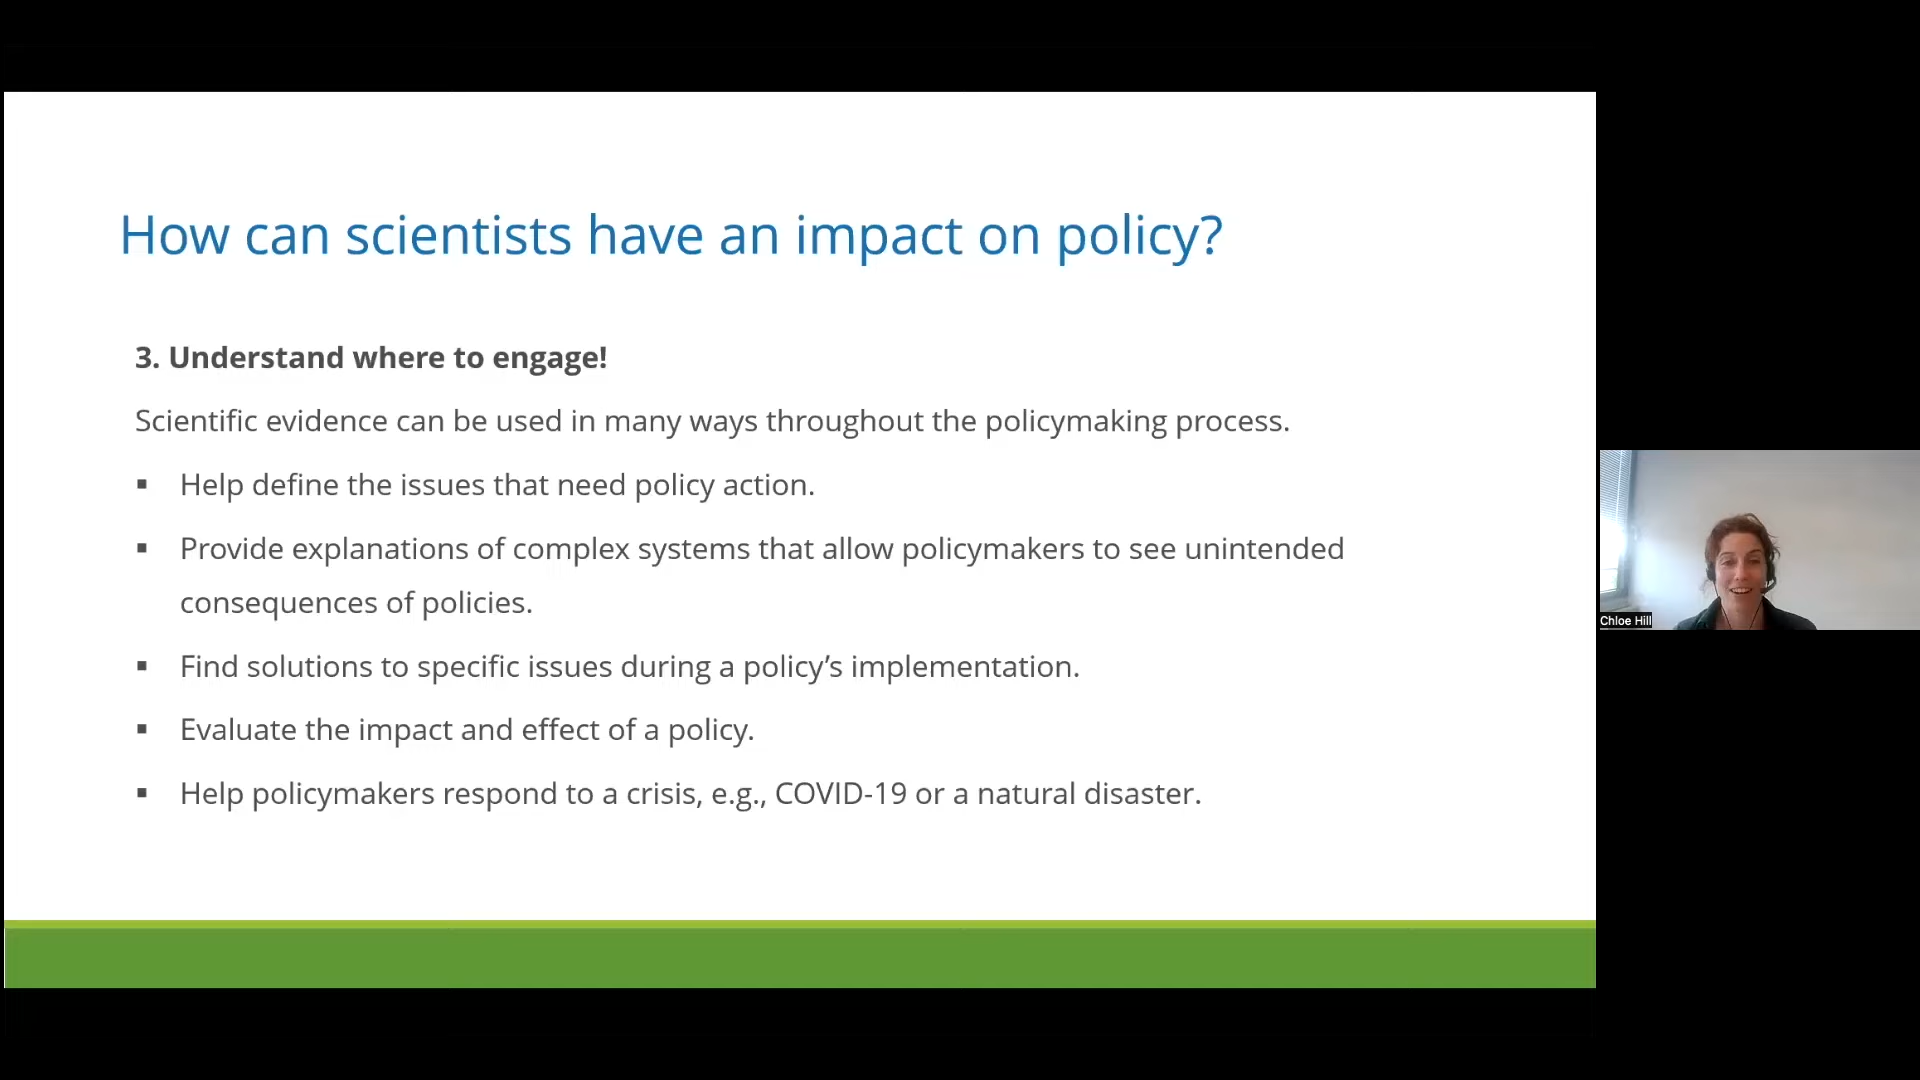 How can scientists have an impact on policy?
3. Understand where to engage!
Scientific evidence can be used in many ways throughout the policymaking process.
▪ Help define the issues that need policy action.
▪ Provide explanations of complex systems that allow policymakers to see unintended
consequences of policies.
▪ Find solutions to specific issues during a policy’s implementation.
▪ Evaluate the impact and effect of a policy.
▪ Help policymakers respond to a crisis, e.g., COVID-19 or a natural disaster.
Chloe Hill